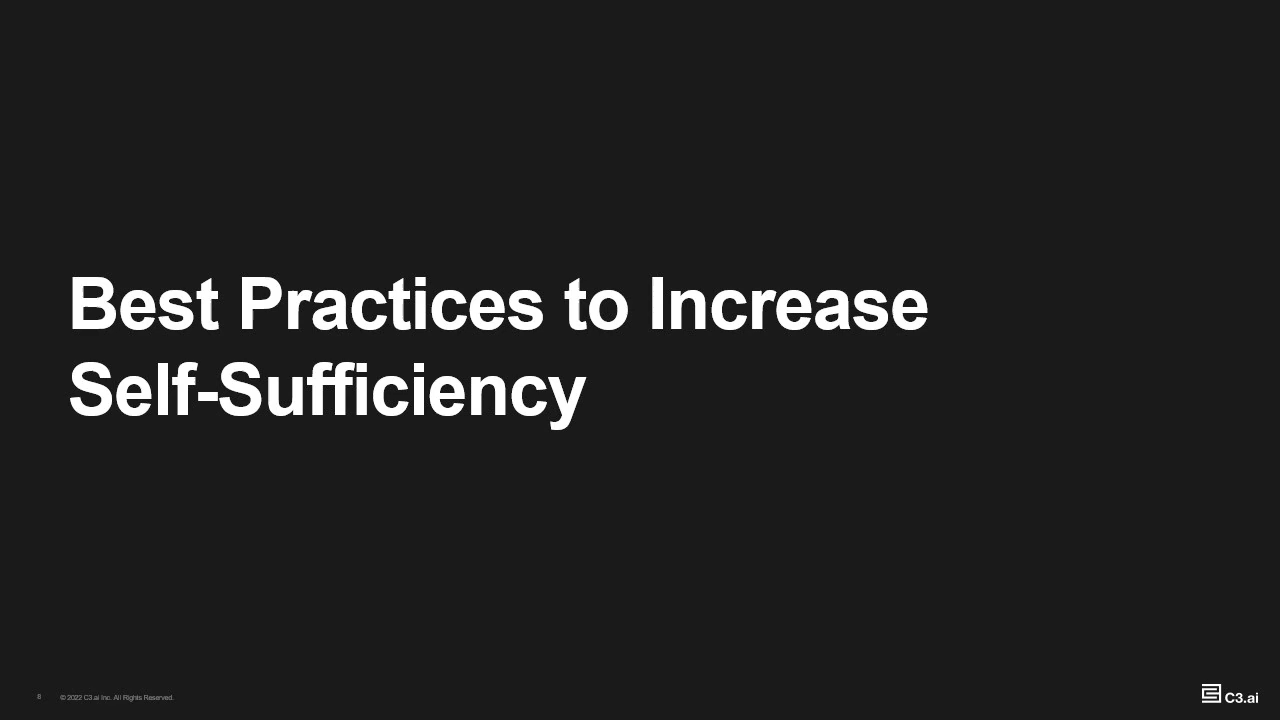 Best Practices to Increase
Self-Sufficiency
8
© 2022 C3.ai Inc. All Rights Reserved.
C3.ai